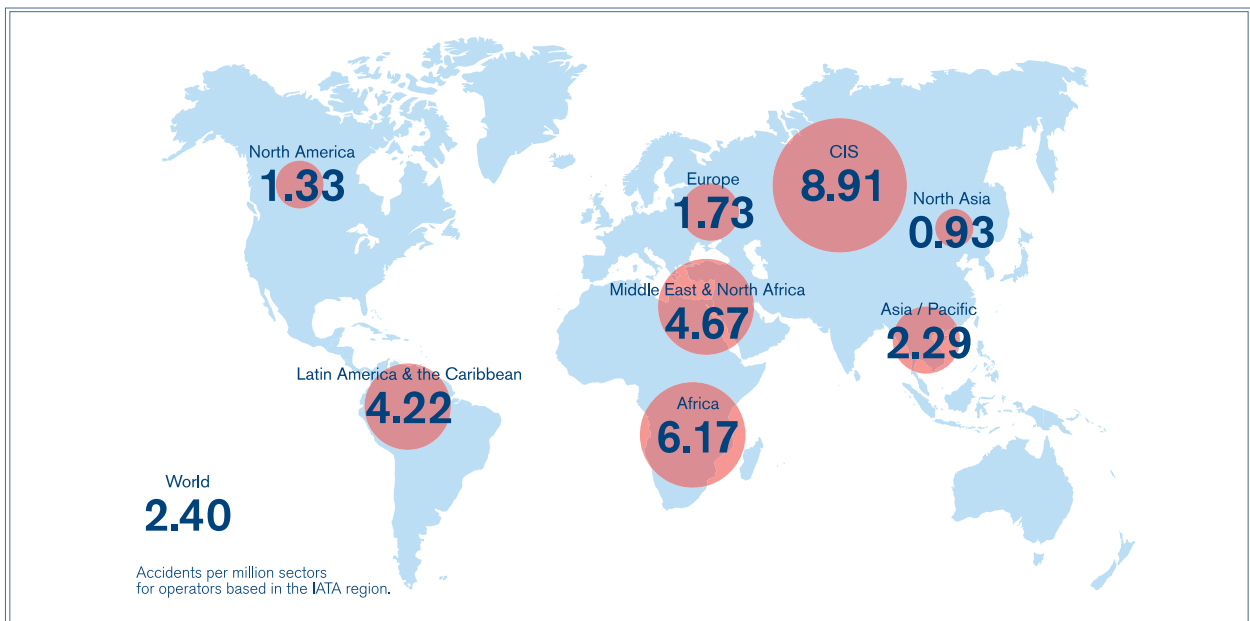 North America
1.33
Europe
1.73
CIS
8.91
North Asia
0.93
Middle East & North Africa
4.67
Asia / Pacific
2.29
Latin America & the Caribbean
4.22
Africa
6.17
World
2.40
Accidents per million sectors
for operators based in the IATA region.